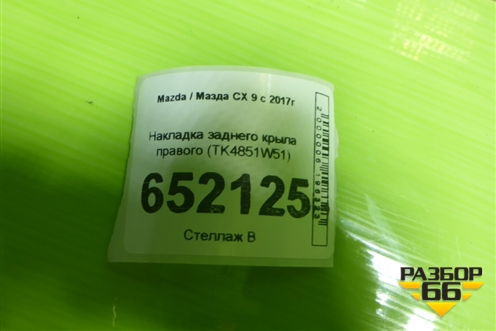 Mazda / Мазда CX 9 с 2017г
Накладка заднего крыла
правого (TK4851W51)
652125
Стеллаж В
РАЗБОР
66